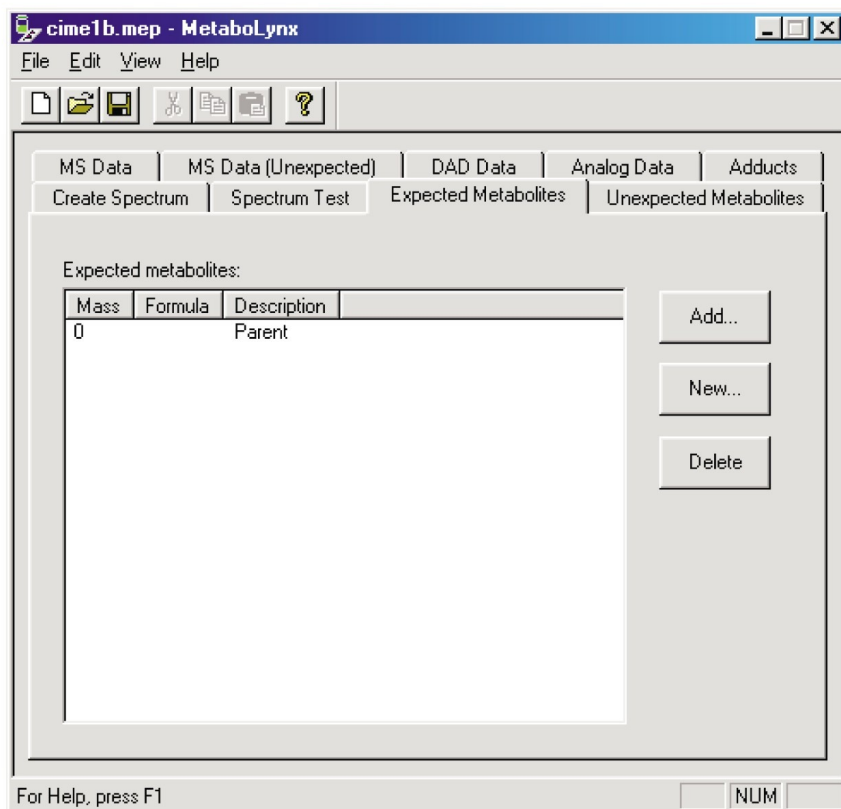 cime1b.mep - MetaboLynx
File Edit View Help
MS Data MS Data (Unexpected) DAD Data Analog Data Adducts
Create Spectrum Spectrum Test Expected Metabolites Unexpected Metabolites
Expected metabolites:
Mass Formula Description
0 Parent
Add...
New...
Delete
For Help, press F1 NUM